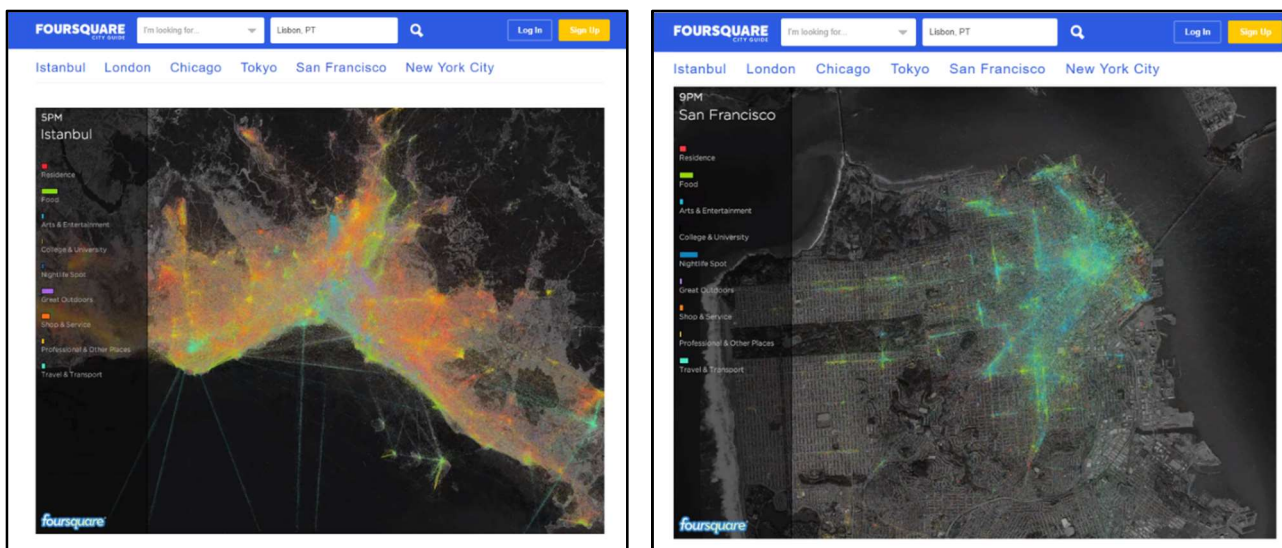 FOURSQUARE
CITY GUIDE
I'm looking for...
Lisbon, PT
Log In
Sign Up
Istanbul London Chicago Tokyo San Francisco New York City
5PM
Istanbul
Residence
Food
Arts & Entertainment
College & University
Nightlife Spot
Great Outdoors
Shop & Service
Professional & Other Places
Travel & Transport
foursquare
FOURSQUARE
CITY GUIDE
I'm looking for...
Lisbon, PT
Log In
Sign Up
Istanbul London Chicago Tokyo San Francisco New York City
9PM
San Francisco
Residence
Food
Arts & Entertainment
College & University
Nightlife Spot
Great Outdoors
Shop & Service
Professional & Other Places
Travel & Transport
foursquare